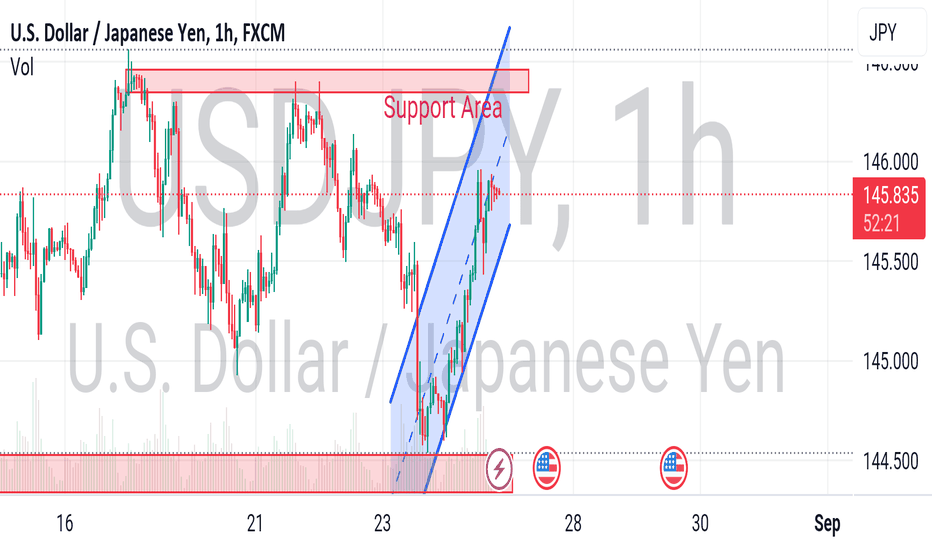 U.S. Dollar / Japanese Yen, 1h, FXCM
JPY
Vol
146.500
Support Area
USDJPY, 1h
146.000
145.835
52:21
145.500
U.S. Dollar / Japanese Yen
145.000
144.500
16
21
23
28
30
Sep